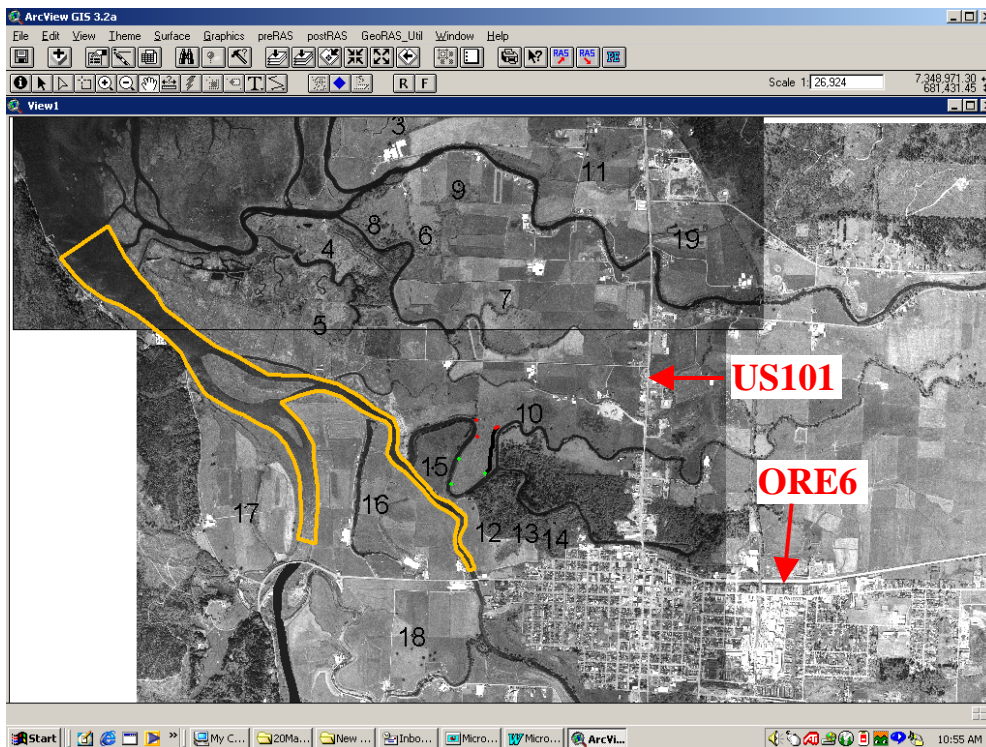 ArcView GIS 3.2a
File Edit View Theme Surface Graphics preRAS postRAS GeoRAS_Util Window Help
RAS RAS
T R F Scale 1: 26,924 7,348,971.30
681,431.45
View1
3
11
9
8
6
4
19
7
5
US101
10
15
ORE6
16
17
12
13
14
18
Start My C... 20Ma... New ... Inbo... Micro... Micro... ArcVi... 10:55 AM